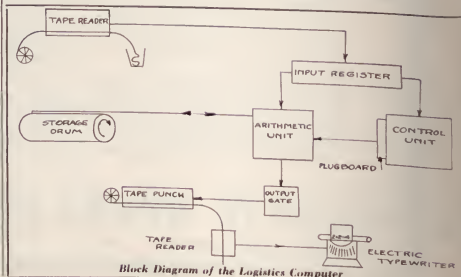 TAPE READER
INPUT REGISTER
STORAGE
DRUM
ARITHMETIC
UNIT
CONTROL
UNIT
PLUGBOARD
TAPE PUNCH
OUTPUT
GATE
TAPE
READER
ELECTRIC
TYPEWRITER
Block Diagram of the Logistics Computer